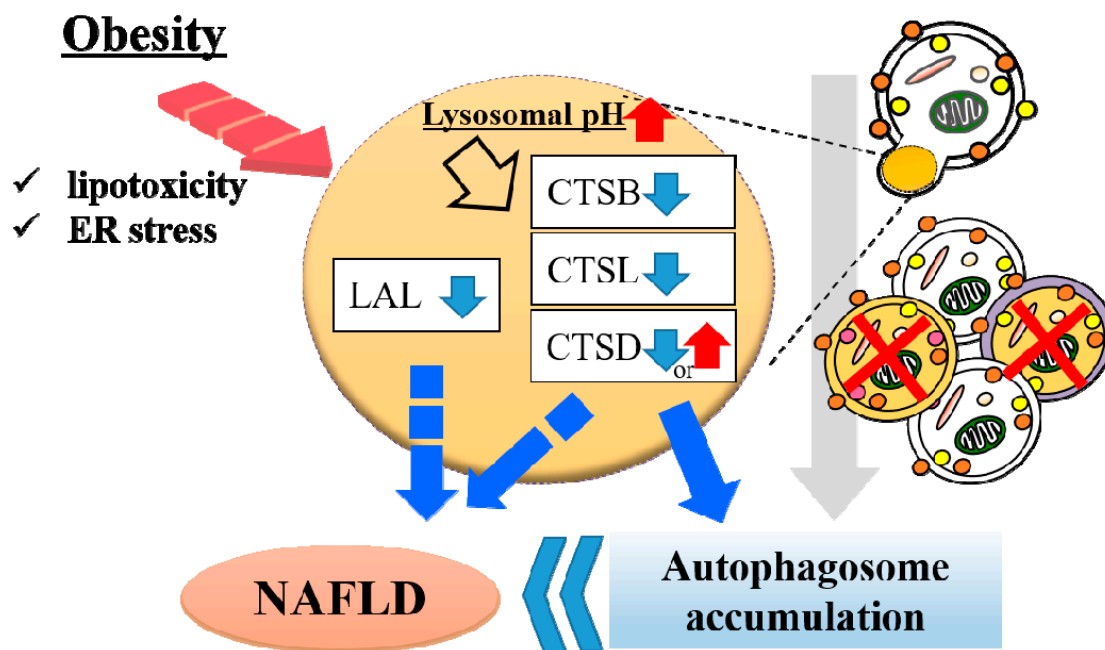 Obesity
Lysosomal pH
✓ lipotoxicity
✓ ER stress
CTSB
CTSL
LAL
CTSD
or
NAFLD
Autophagosome
accumulation